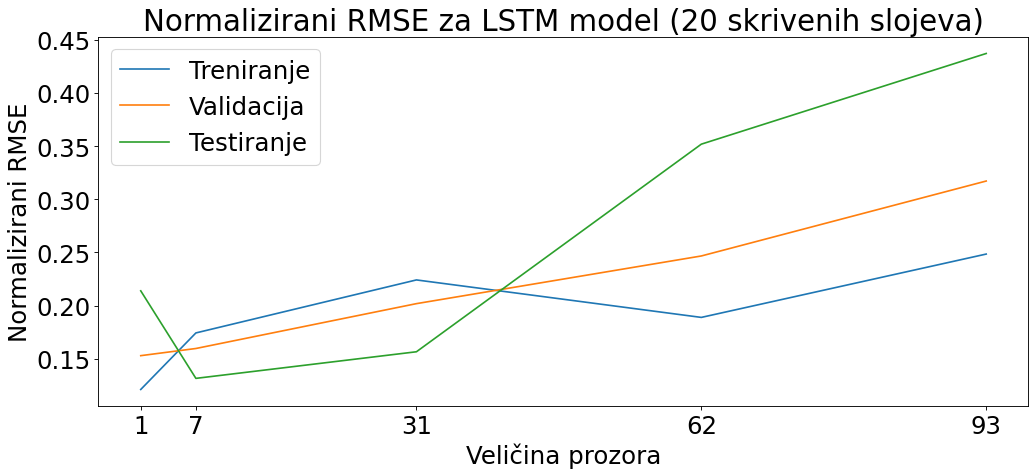 Normalizirani RMSE za LSTM model (20 skrivenih slojeva)
Normalizirani RMSE
0.45
0.40
0.35
0.30
0.25
0.20
0.15
Treniranje
Validacija
Testiranje
1 7 31 62 93
Veličina prozora